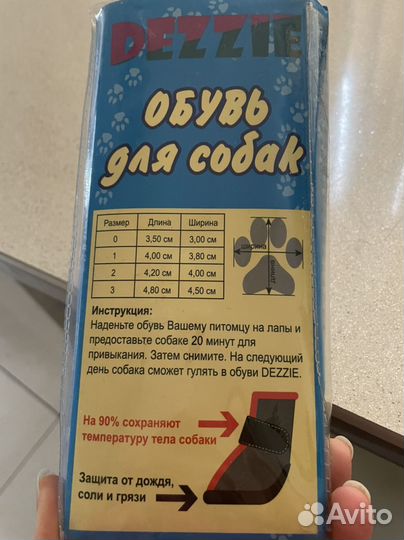 DEZZIE
ОБУВЬ
для собак
Размер Длина Ширина
0 3,50 см 3,00 см
1 4,00 см 3,80 см
2 4,20 см 4,00 см
3 4,80 см 4,50 см
ширина
длина
Инструкция:
Наденьте обувь Вашему питомцу на лапы и
предоставьте собаке 20 минут для
привыкания. Затем снимите. На следующий
день собака сможет гулять в обуви DEZZIE.
На 90% сохраняют
температуру тела собаки
Защита от дождя,
соли и грязи
Avito